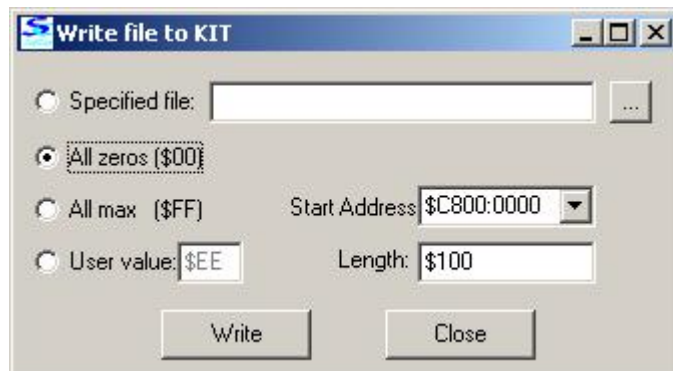 Write file to KIT
Specified file:
...
All zeros ($00)
All max ($FF)
Start Address $C800:0000
User value: $EE
Length: $100
Write
Close